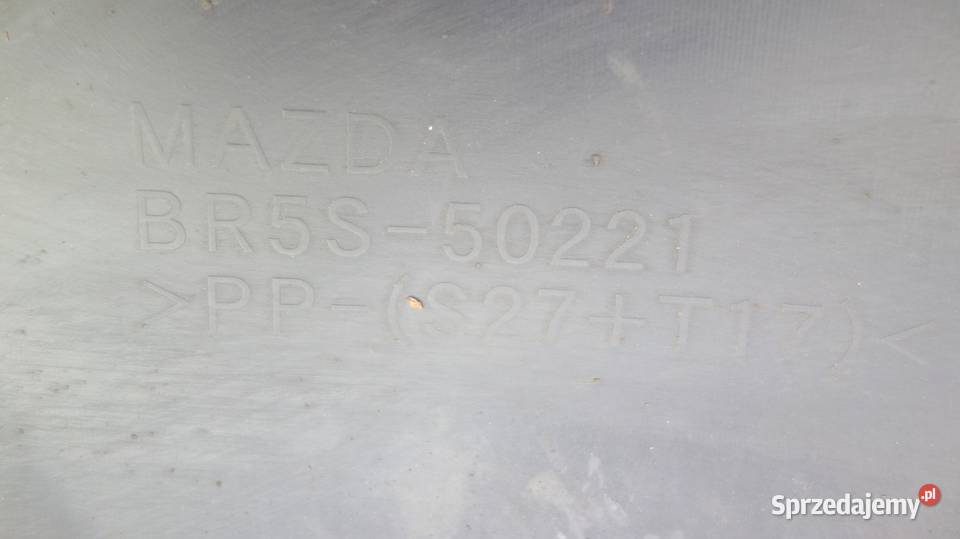 MAZDA
BR5S-50221
>PP-(S27+T17)<
Sprzedajemy.pl